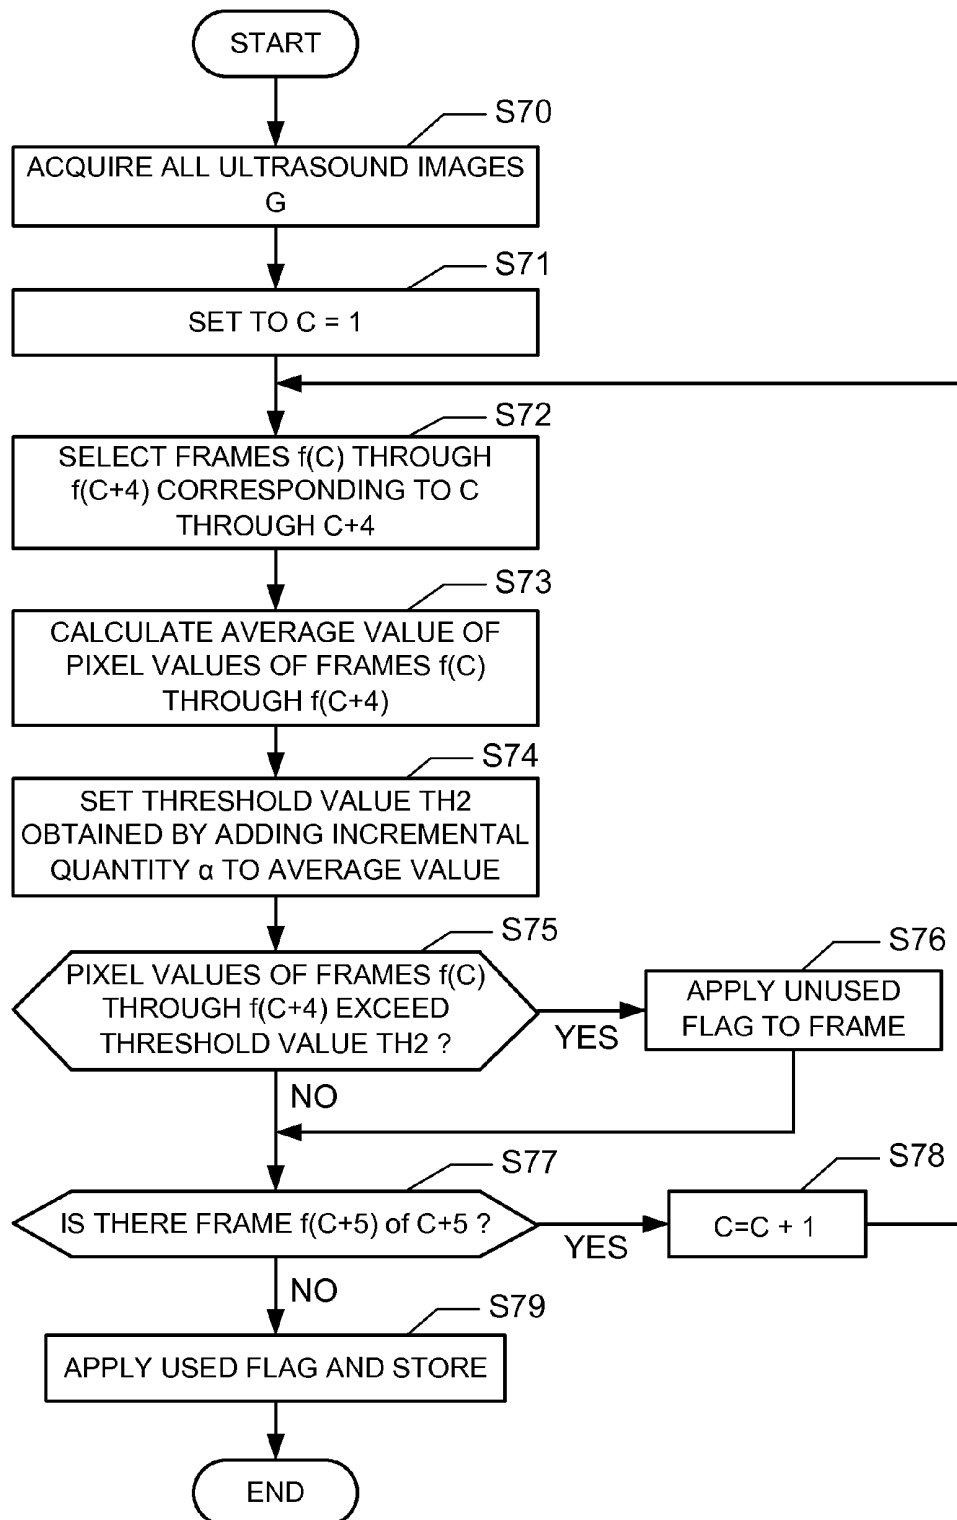 START
S70
ACQUIRE ALL ULTRASOUND IMAGES
G
S71
SET TO C = 1
S72
SELECT FRAMES f(C) THROUGH
f(C+4) CORRESPONDING TO C
THROUGH C+4
S73
CALCULATE AVERAGE VALUE OF
PIXEL VALUES OF FRAMES f(C)
THROUGH f(C+4)
S74
SET THRESHOLD VALUE TH2
OBTAINED BY ADDING INCREMENTAL
QUANTITY α TO AVERAGE VALUE
S75
PIXEL VALUES OF FRAMES f(C)
THROUGH f(C+4) EXCEED
THRESHOLD VALUE TH2 ?
YES
S76
APPLY UNUSED
FLAG TO FRAME
NO
S77
IS THERE FRAME f(C+5) of C+5 ?
YES
S78
C=C + 1
NO
S79
APPLY USED FLAG AND STORE
END